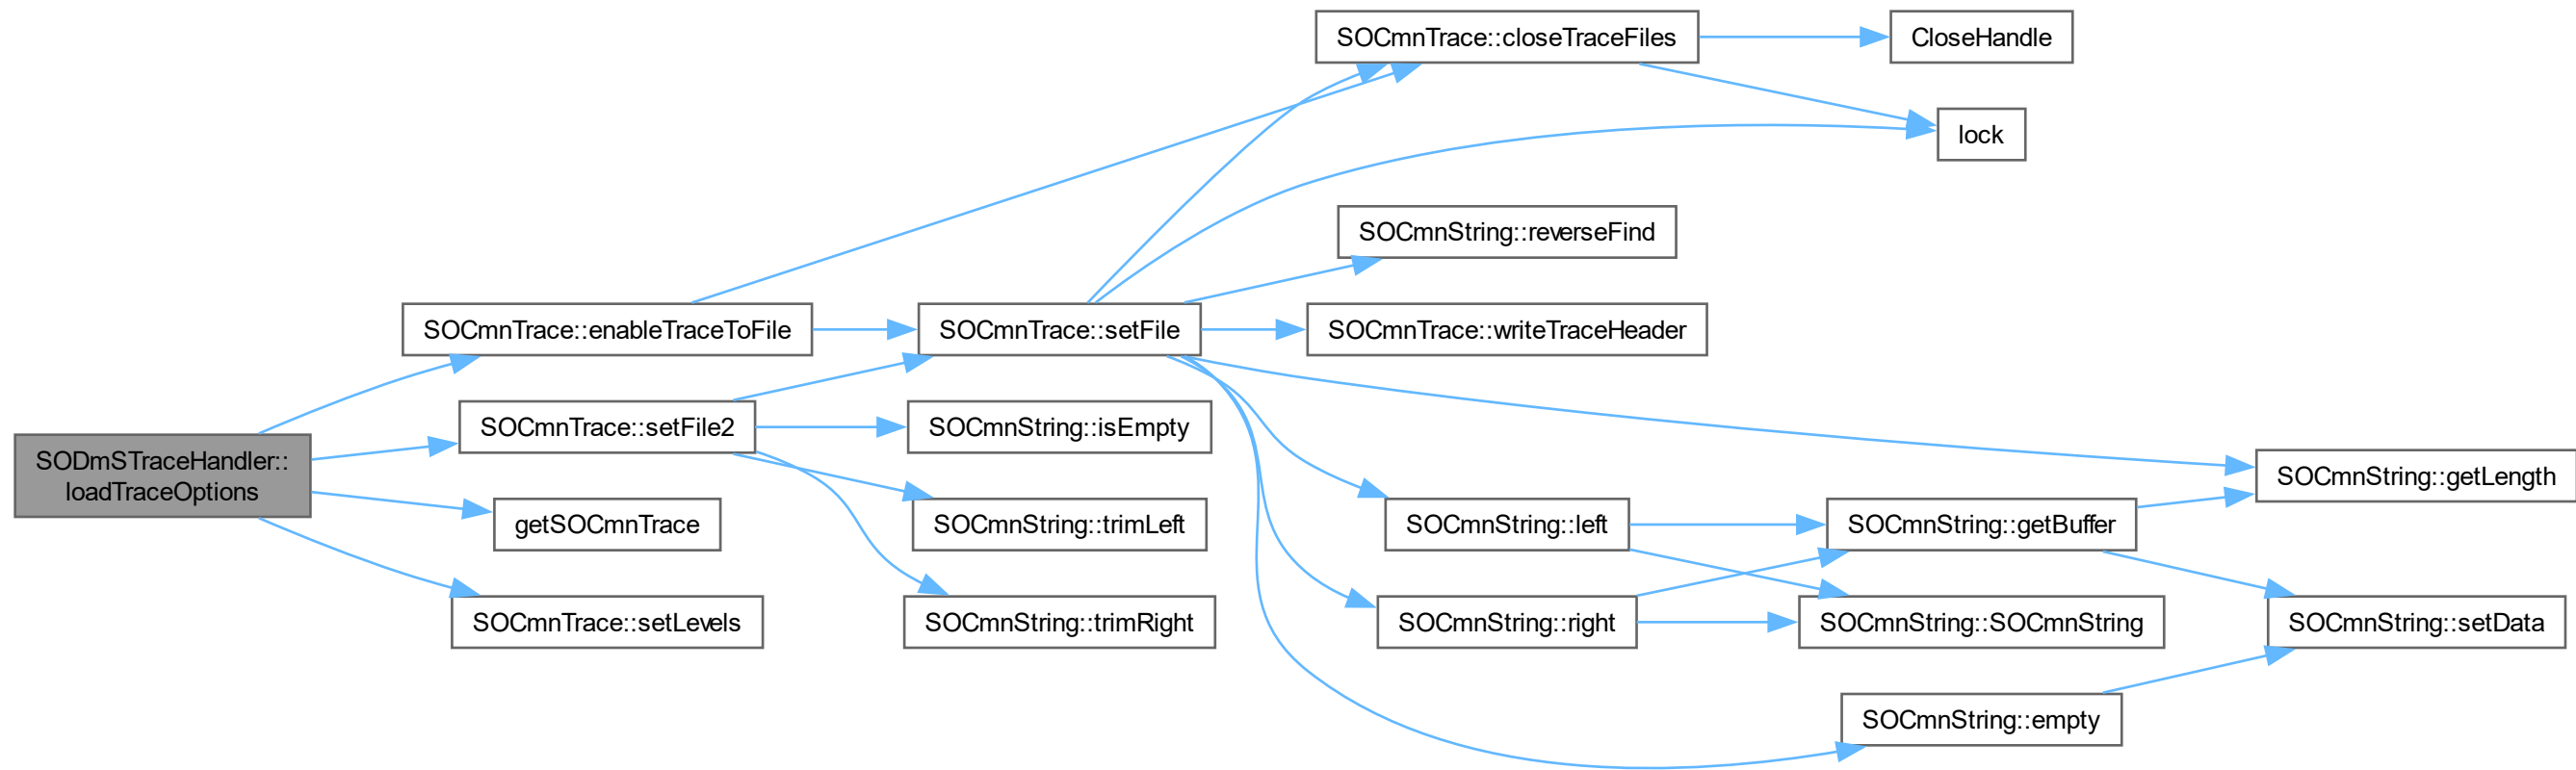 SOCmnTrace::closeTraceFiles
CloseHandle
lock
SOCmnString::reverseFind
SOCmnTrace::enableTraceToFile
SOCmnTrace::setFile
SOCmnTrace::writeTraceHeader
SOCmnTrace::setFile2
SOCmnString::isEmpty
SODmSTraceHandler::
loadTraceOptions
SOCmnString::getLength
getSOCmnTrace
SOCmnString::trimLeft
SOCmnString::left
SOCmnString::getBuffer
SOCmnTrace::setLevels
SOCmnString::trimRight
SOCmnString::right
SOCmnString::SOCmnString
SOCmnString::setData
SOCmnString::empty